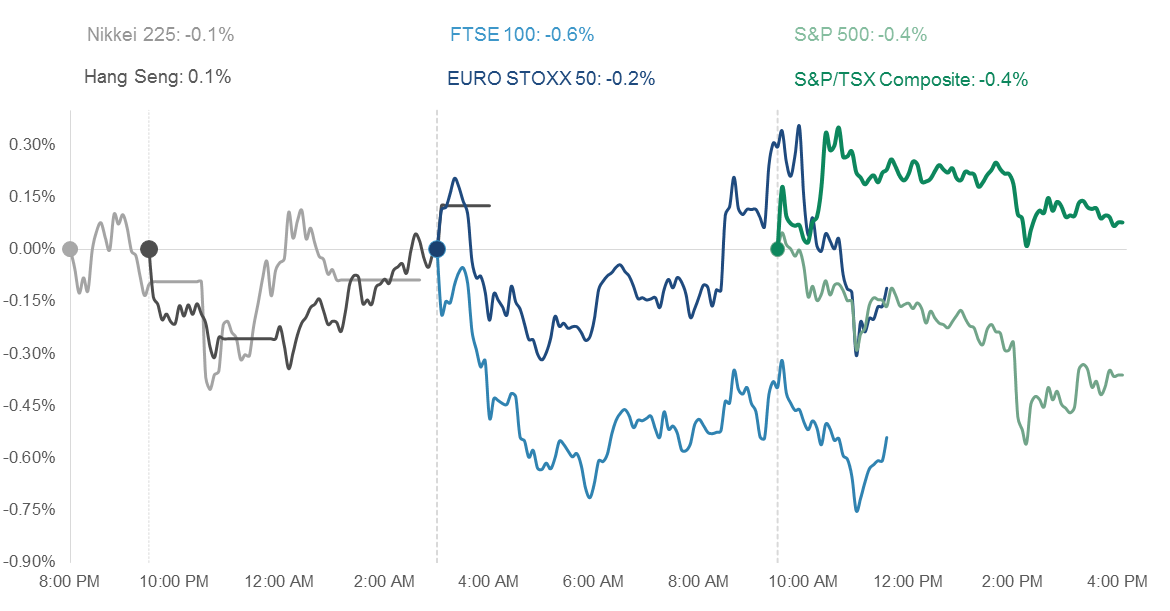 Nikkei 225: -0.1%
FTSE 100: -0.6%
S&P 500: -0.4%
Hang Seng: 0.1%
EURO STOXX 50: -0.2%
S&P/TSX Composite: -0.4%
0.30%
0.15%
0.00%
-0.15%
-0.30%
-0.45%
-0.60%
-0.75%
-0.90%
8:00 PM
10:00 PM
12:00 AM
2:00 AM
4:00 AM
6:00 AM
8:00 AM
10:00 AM
12:00 PM
2:00 PM
4:00 PM